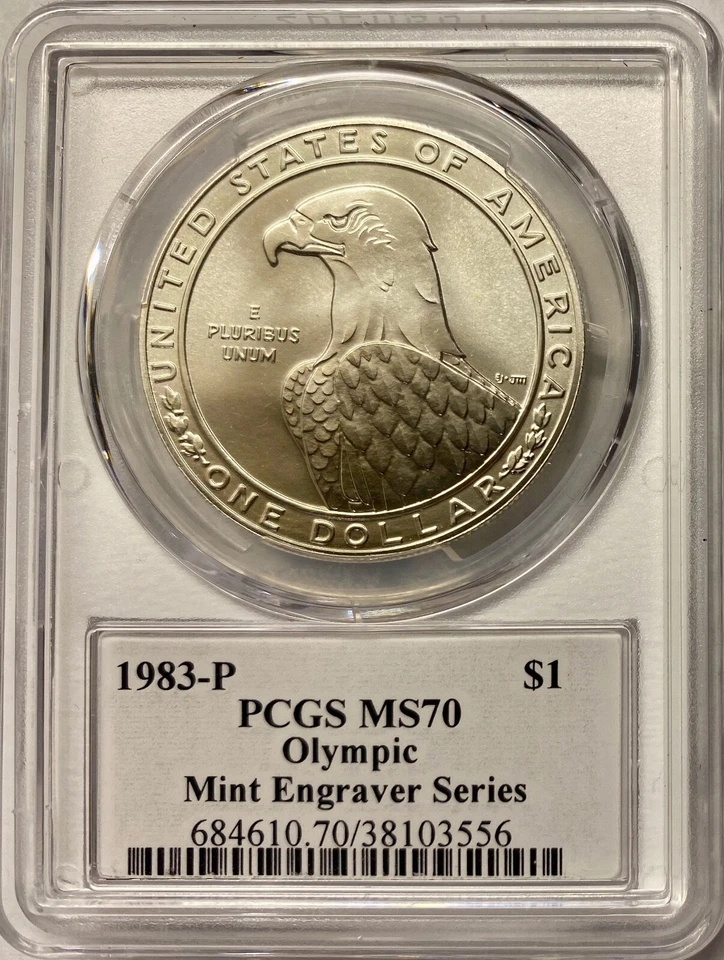 UNITED STATES OF AMERICA
E
PLURIBUS
UNUM
ONE DOLLAR
1983-P $1
PCGS MS70
Olympic
Mint Engraver Series
684610.70/38103556